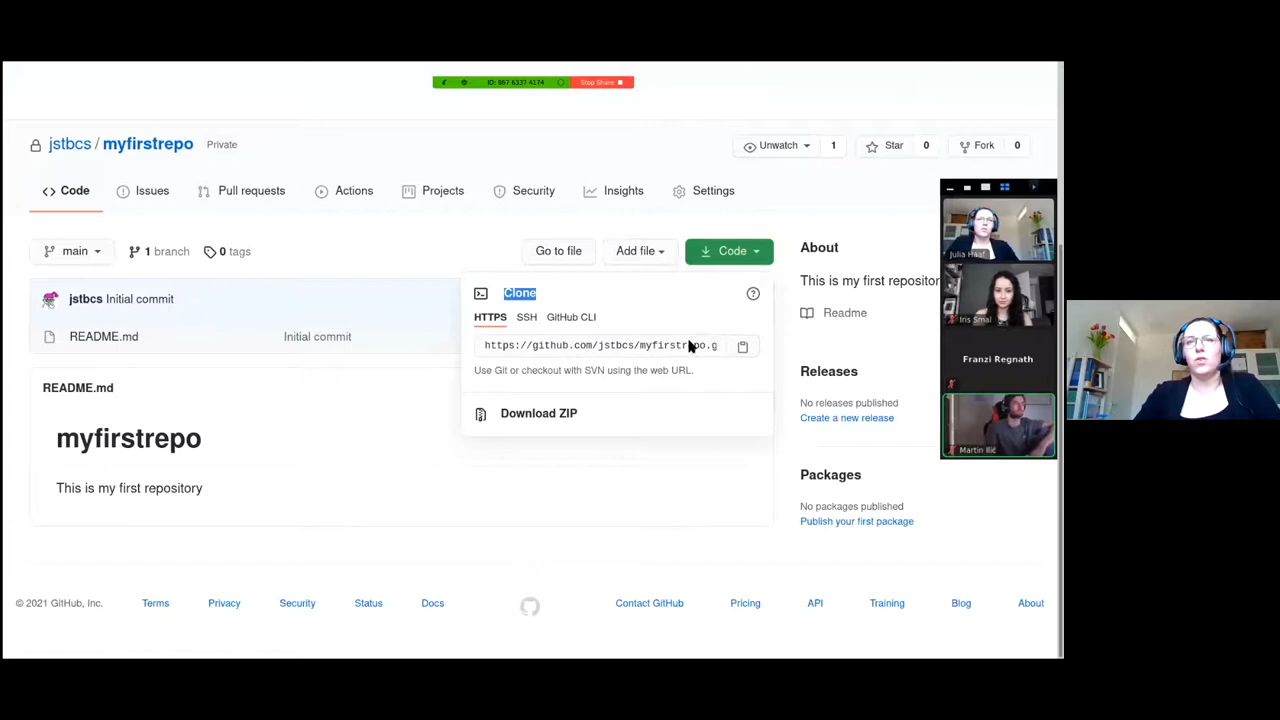 ID: 867 6337 4174 Stop Share
jstbcs / myfirstrepo Private
Unwatch 1 Star 0 Fork 0
Code Issues Pull requests Actions Projects Security Insights Settings
main 1 branch 0 tags Go to file Add file Code
About
This is my first repositor
Readme
jstbcs Initial commit
README.md Initial commit
Clone
HTTPS SSH GitHub CLI
https://github.com/jstbcs/myfirstrepo.g
Use Git or checkout with SVN using the web URL.
Download ZIP
Julia Haaf
Iris Smal
Franzi Regnath
Martin Ilić
Releases
No releases published
Create a new release
README.md
myfirstrepo
This is my first repository
Packages
No packages published
Publish your first package
© 2021 GitHub, Inc. Terms Privacy Security Status Docs Contact GitHub Pricing API Training Blog About